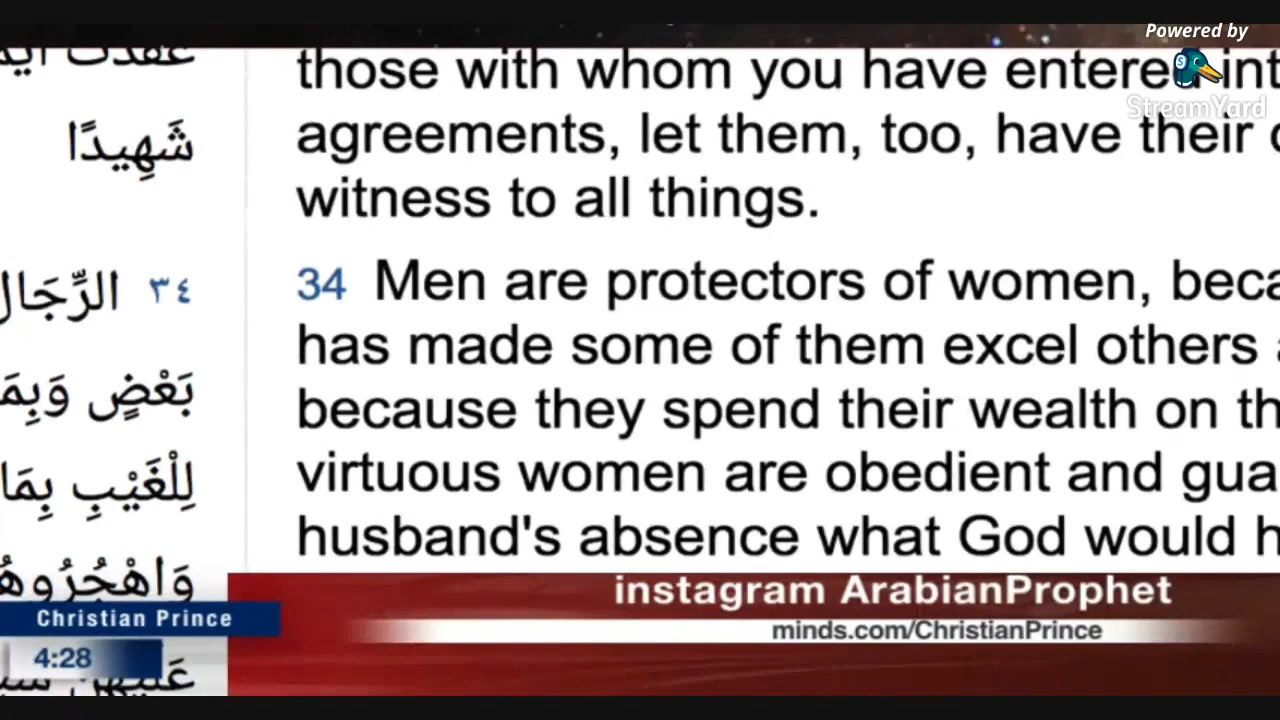 Powered by
StreamYard
those with whom you have entered int
agreements, let them, too, have their
witness to all things.
34 Men are protectors of women, beca
has made some of them excel others
because they spend their wealth on th
virtuous women are obedient and gua
husband's absence what God would h
شَهِيدًا
٣٤ الرِّجَال
بَعْضٍ وَبِمَ
لِلْغَيْبِ بِمَا
وَاهْجُرُوهُ
instagram ArabianProphet
minds.com/ChristianPrince
Christian Prince
4:28